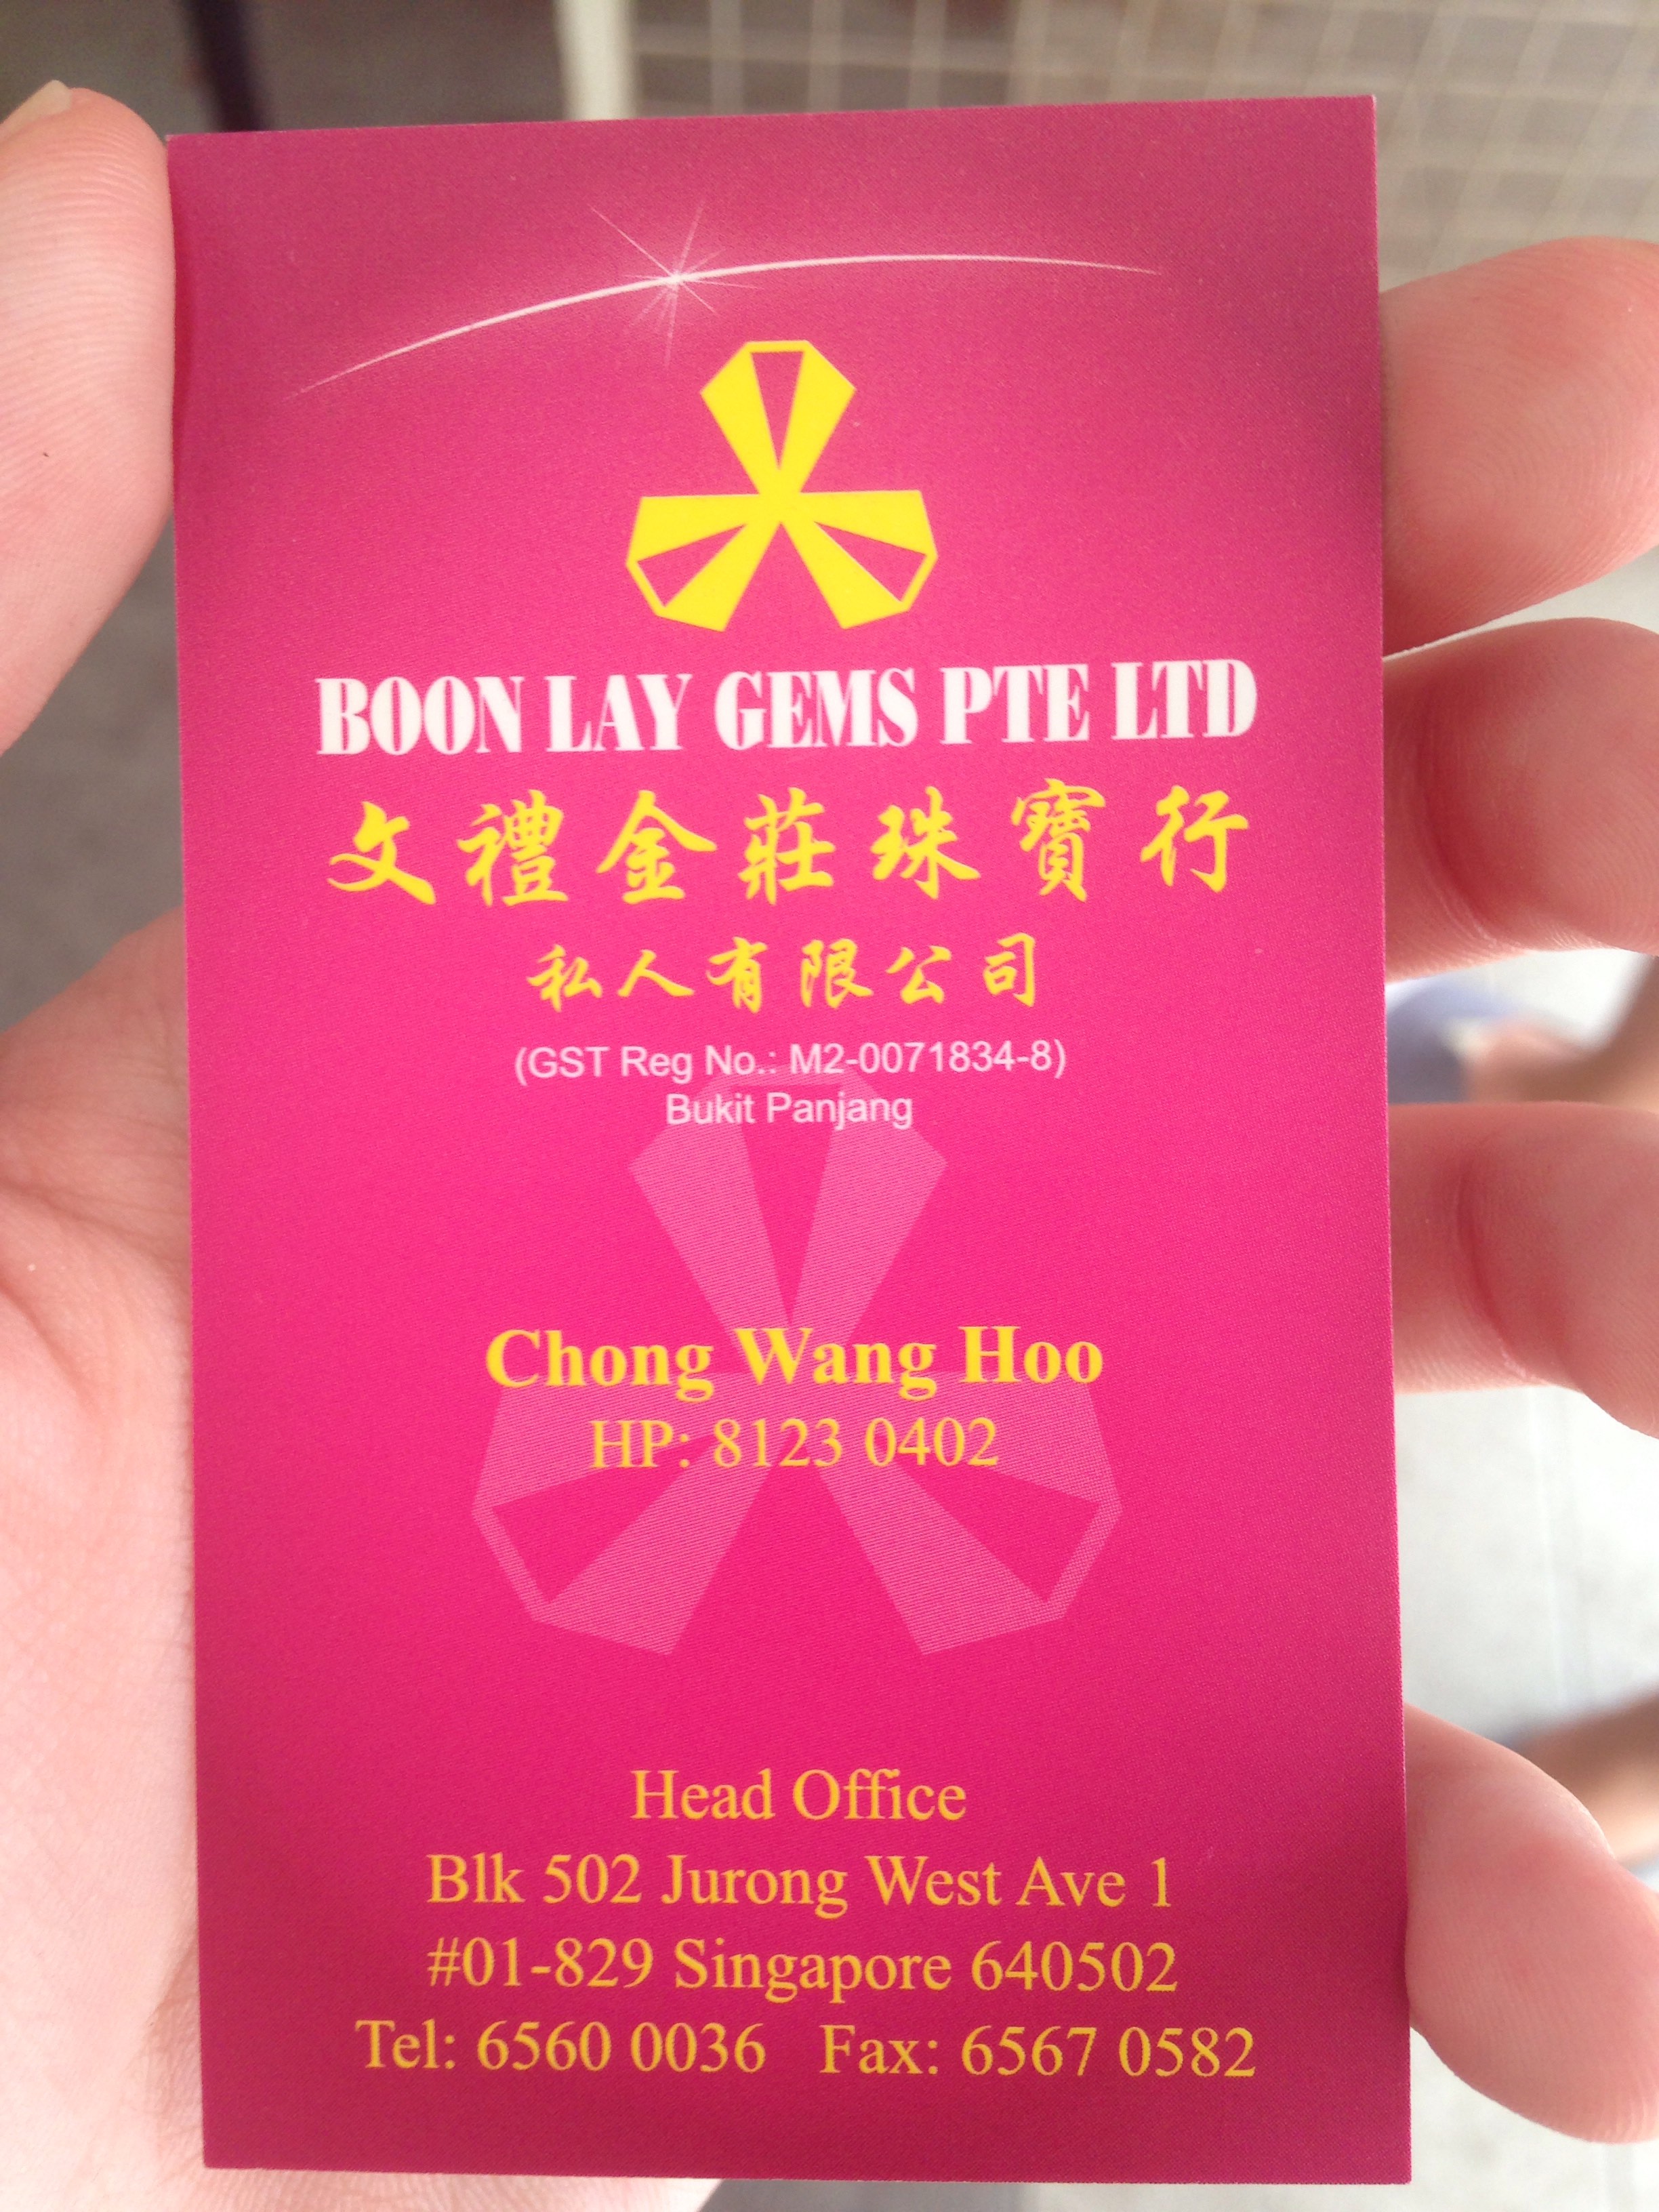 BOON LAY GEMS PTE LTD
文禮金莊珠寶行
私人有限公司
(GST Reg No.: M2-0071834-8)
Bukit Panjang
Chong Wang Hoo
HP: 8123 0402
Head Office
Blk 502 Jurong West Ave 1
#01-829 Singapore 640502
Tel: 6560 0036 Fax: 6567 0582